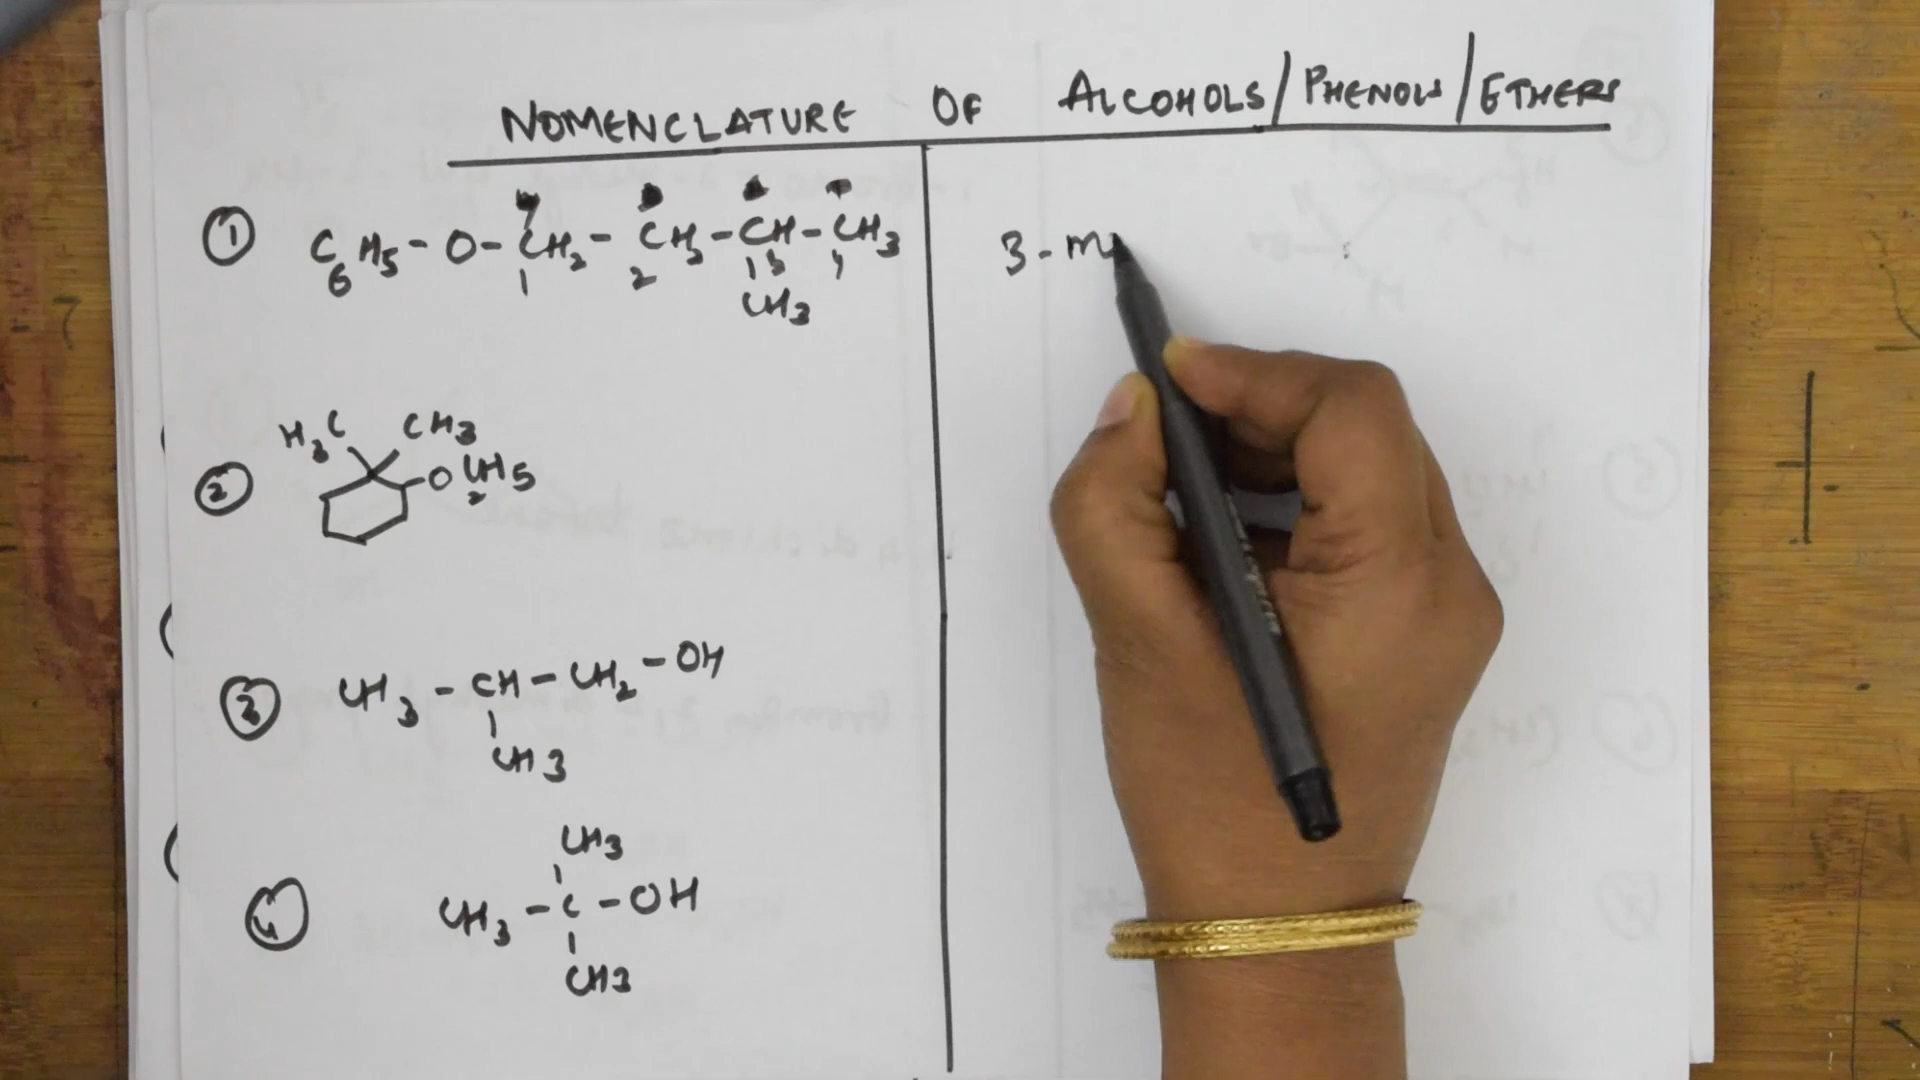 NOMENCLATURE OF ALCOHOLS/PHENOLS/ETHERS
① C6H5-O-CH2-CH2-CH-CH3
1 2 3 4
CH3
3-me
② H3C CH3
OC2H5
③ CH3-CH-CH2-OH
CH3
④ CH3
CH3-C-OH
CH3